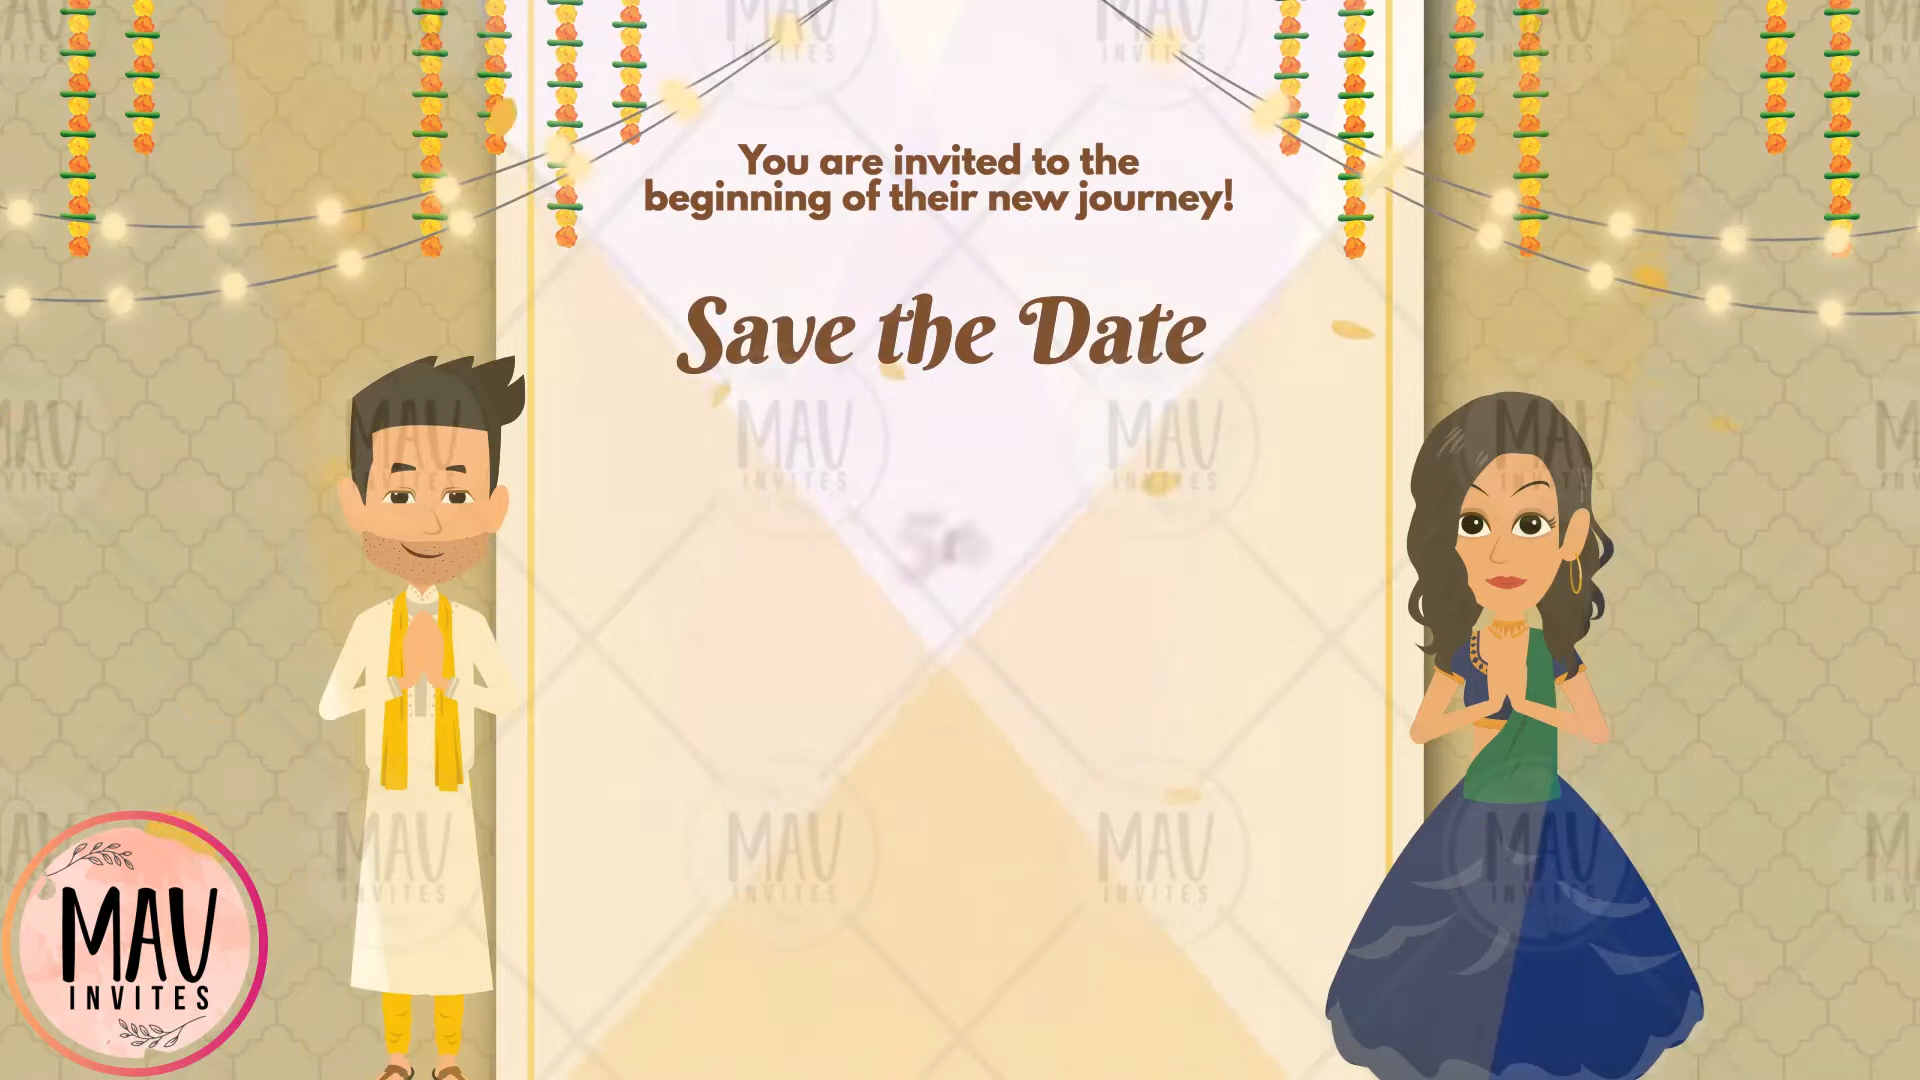 You are invited to the
beginning of their new journey!
Save the Date
MAV
INVITES